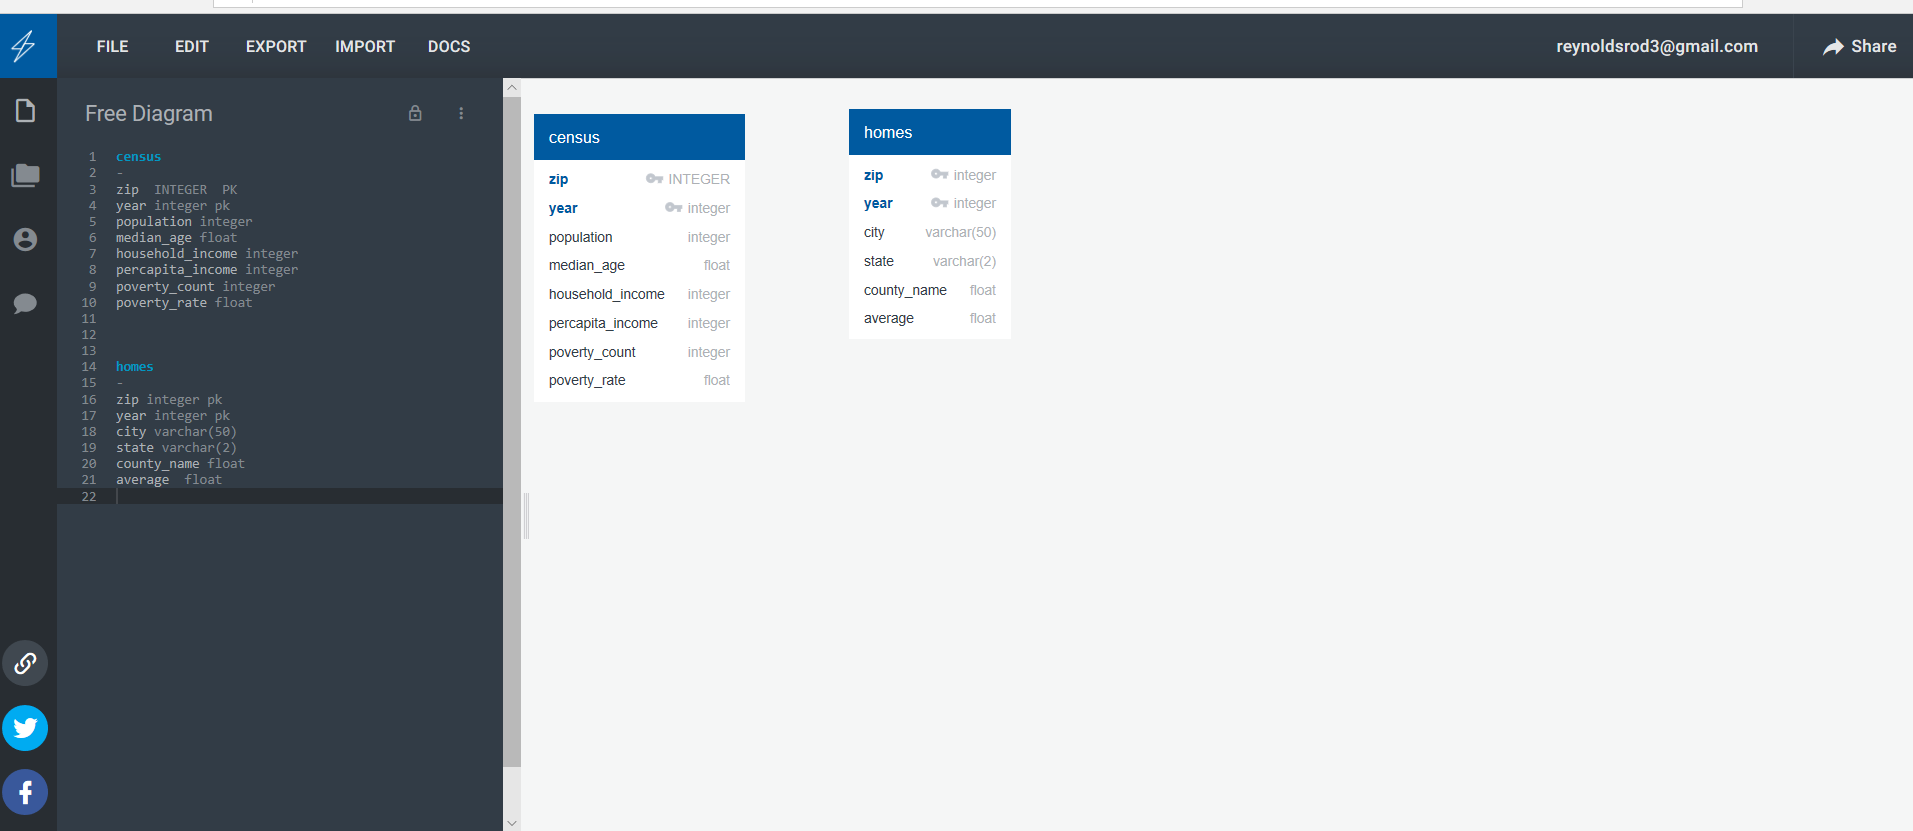 FILE EDIT EXPORT IMPORT DOCS reynoldsrod3@gmail.com Share
Free Diagram
1 census
2 -
3 zip  INTEGER  PK
4 year integer pk
5 population integer
6 median_age float
7 household_income integer
8 percapita_income integer
9 poverty_count integer
10 poverty_rate float
11
12
13
14 homes
15 -
16 zip integer pk
17 year integer pk
18 city varchar(50)
19 state varchar(2)
20 county_name float
21 average  float
22
census
zip INTEGER
year integer
population integer
median_age float
household_income integer
percapita_income integer
poverty_count integer
poverty_rate float
homes
zip integer
year integer
city varchar(50)
state varchar(2)
county_name float
average float